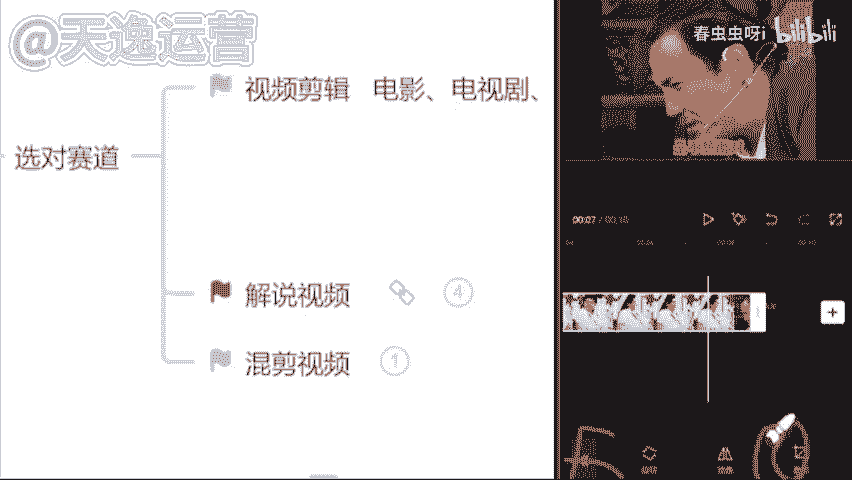 @天逸运营
视频剪辑 电影、电视剧、
选对赛道
解说视频 4
混剪视频 1
春虫虫呀i bilibili
00:07 / 00:10